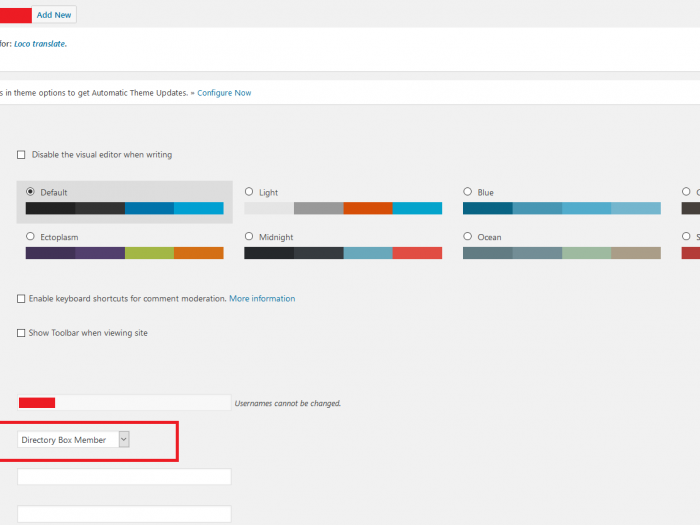 Add New
for: Loco translate.
s in theme options to get Automatic Theme Updates. » Configure Now
Disable the visual editor when writing
Default
Light
Blue
Ectoplasm
Midnight
Ocean
Enable keyboard shortcuts for comment moderation. More information
Show Toolbar when viewing site
Usernames cannot be changed.
Directory Box Member